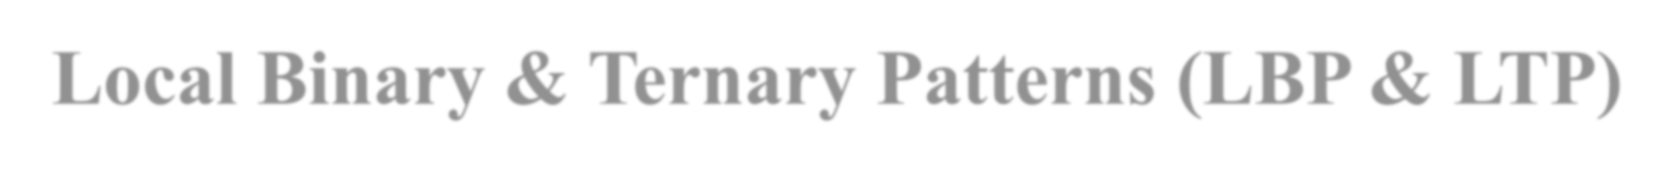 Local Binary & Ternary Patterns (LBP & LTP)